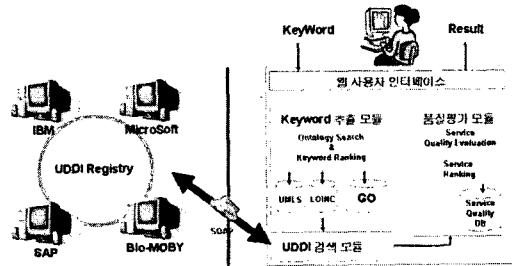 KeyWord
Result
웹 사용자 인터페이스
IBM
MicroSoft
UDDI Registry
SAP
Bio-MOBY
SOAP
Keyword 추출 모듈
Ontology Search
&
Keyword Ranking
UMLS
LOINC
GO
품질평가 모듈
Service
Quality Evaluation
Service
Ranking
Service
Quality
Db
UDDI 검색 모듈